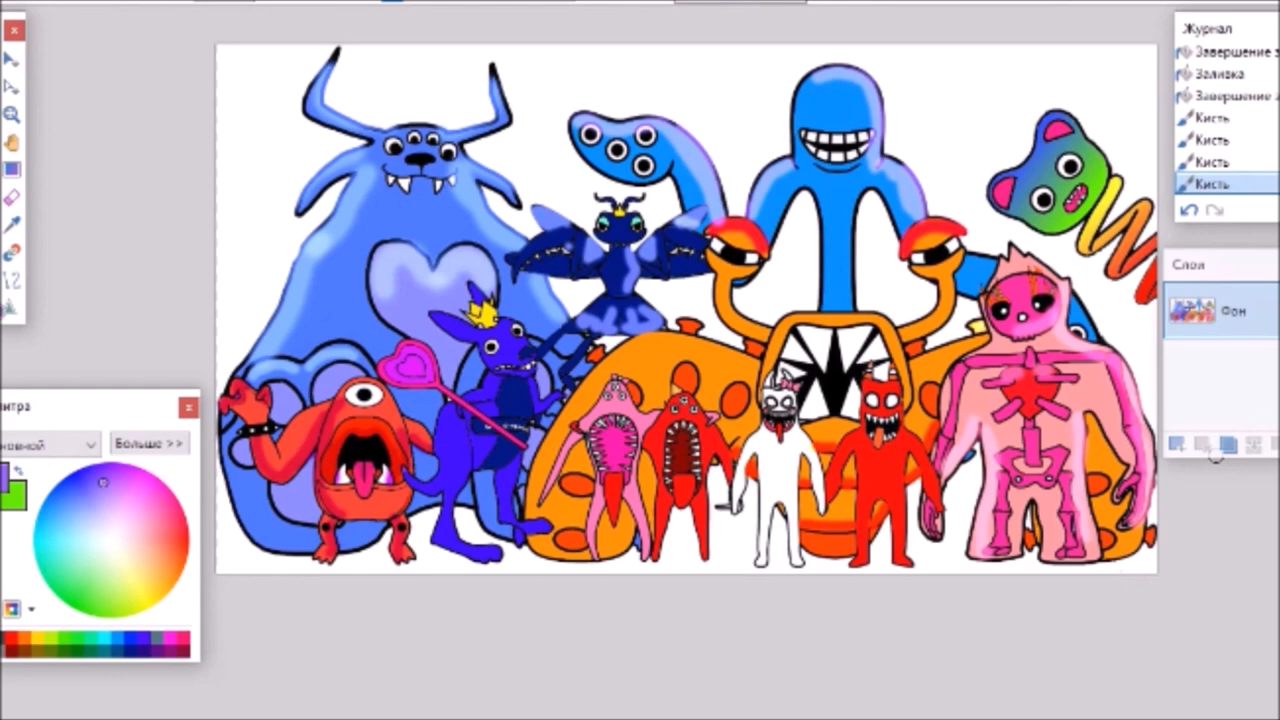 Журнал
Завершение з
Заливка
Завершение з
Кисть
Кисть
Кисть
Кисть
Слои
Фон
итра
новной
Больше >>